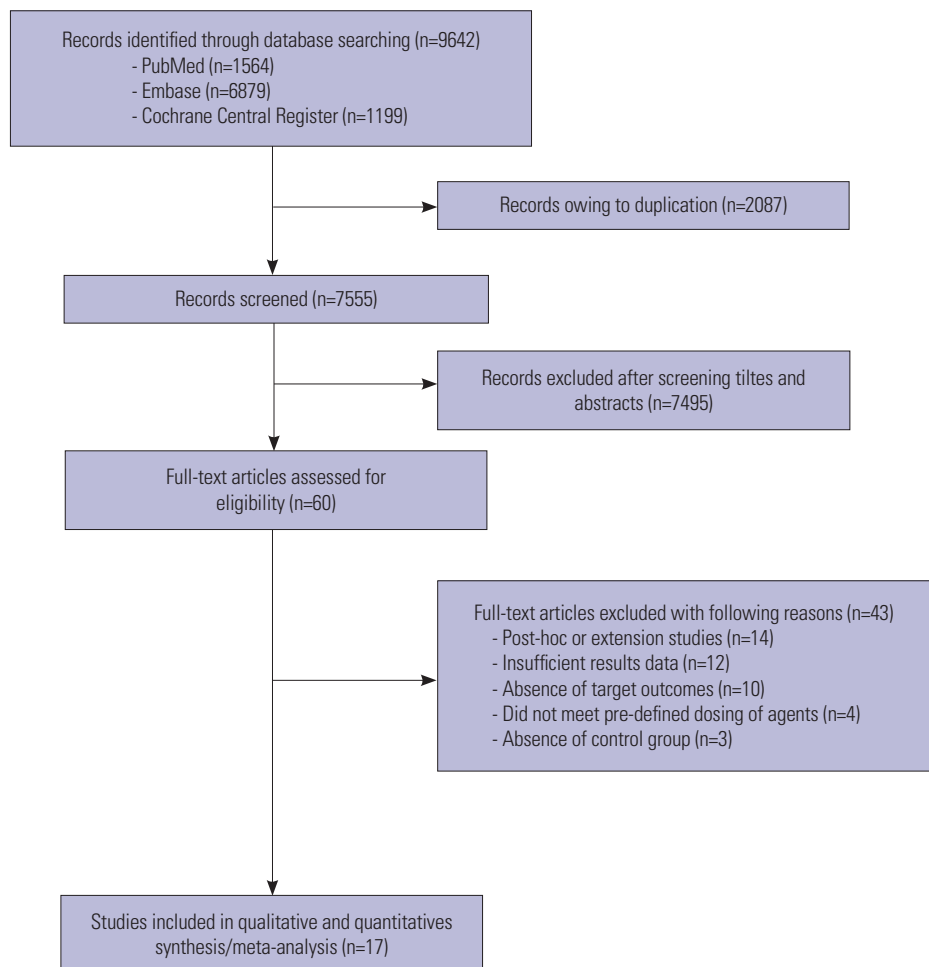 Records identified through database searching (n=9642)
- PubMed (n=1564)
- Embase (n=6879)
- Cochrane Central Register (n=1199)
Records owing to duplication (n=2087)
Records screened (n=7555)
Records excluded after screening tiltes and
abstracts (n=7495)
Full-text articles assessed for
eligibility (n=60)
Full-text articles excluded with following reasons (n=43)
- Post-hoc or extension studies (n=14)
- Insufficient results data (n=12)
- Absence of target outcomes (n=10)
- Did not meet pre-defined dosing of agents (n=4)
- Absence of control group (n=3)
Studies included in qualitative and quantitatives
synthesis/meta-analysis (n=17)